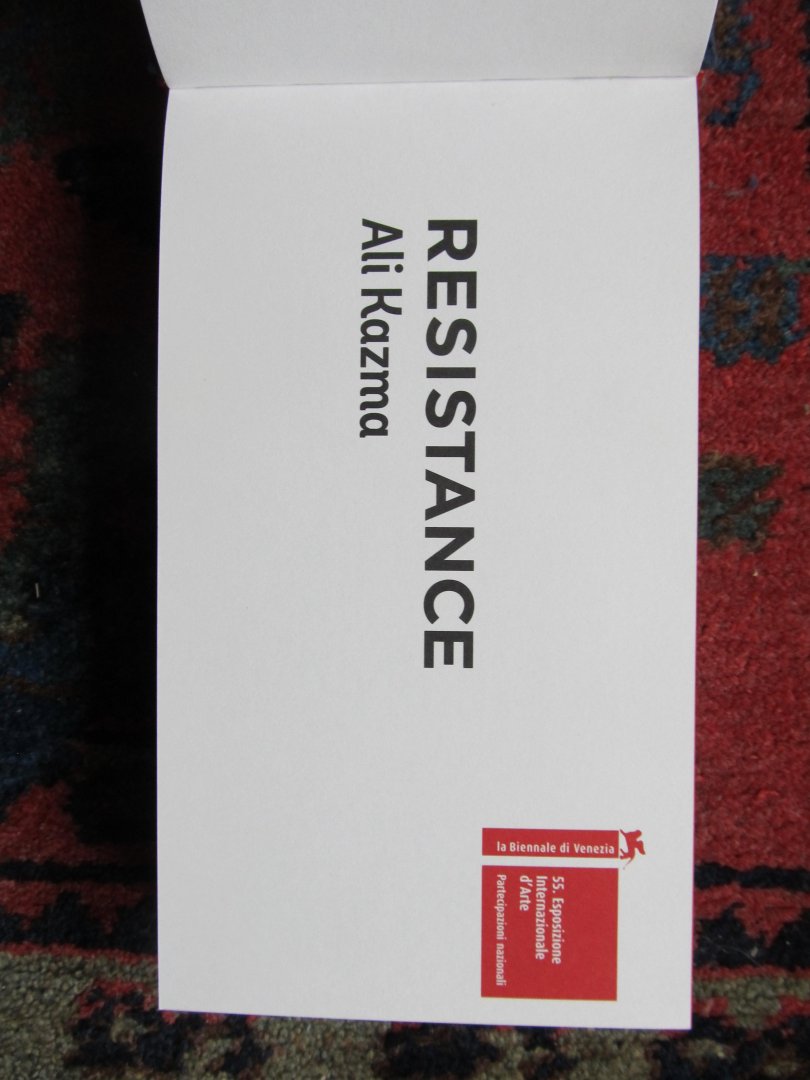 RESISTANCE
Ali Kazma
la Biennale di Venezia
55. Esposizione
Internazionale
d'Arte
Partecipazioni nazionali